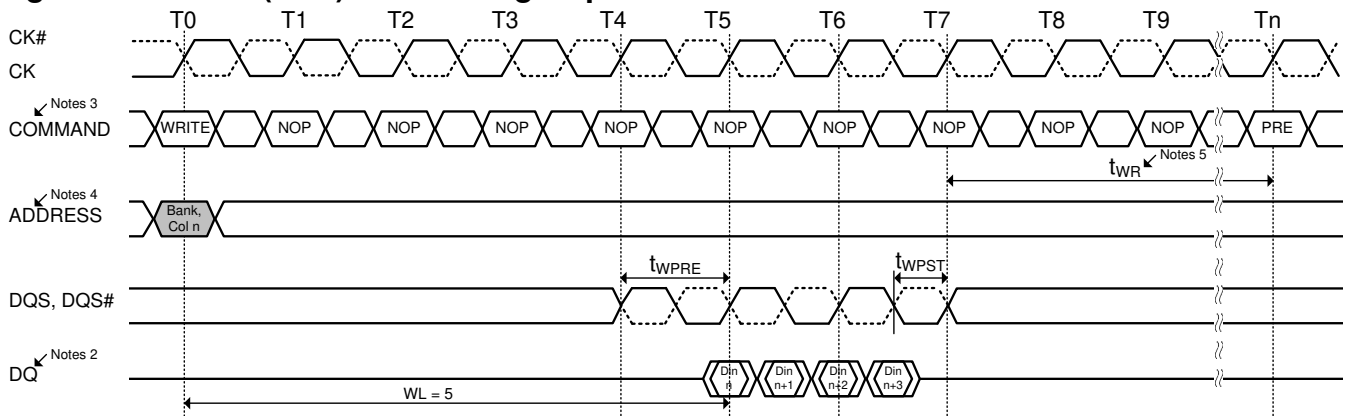 T0 T1 T2 T3 T4 T5 T6 T7 T8 T9 Tn
CK#
CK
Notes 3
COMMAND
WRITE NOP NOP NOP NOP NOP NOP NOP NOP NOP PRE
tWR Notes 5
Notes 4
ADDRESS
Bank,
Col n
tWPRE tWPST
DQS, DQS#
Notes 2
DQ
Din
n
Din
n+1
Din
n+2
Din
n+3
WL = 5